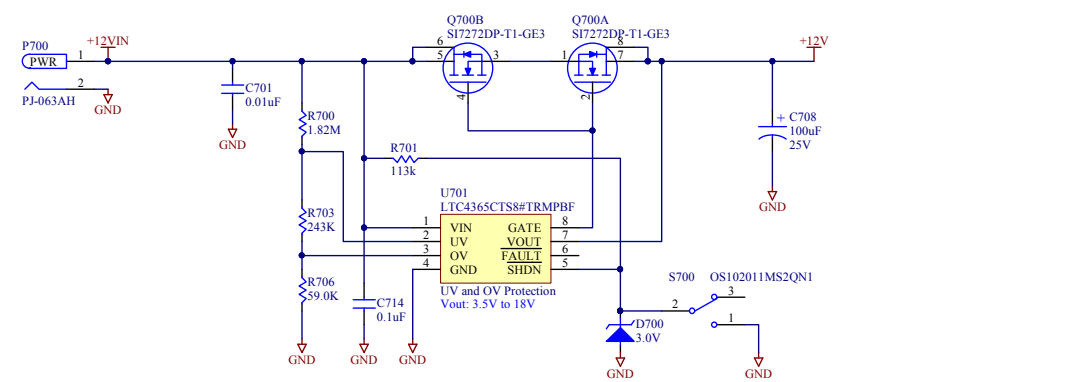 P700
PWR
1
2
PJ-063AH
GND
+12VIN
C701
0.01uF
GND
R700
1.82M
R703
243K
R706
59.0K
GND
R701
113k
C714
0.1uF
GND
GND
Q700B
SI7272DP-T1-GE3
6
5
3
4
Q700A
SI7272DP-T1-GE3
8
7
1
2
U701
LTC4365CTS8#TRMPBF
1 VIN GATE 8
2 UV VOUT 7
3 OV FAULT 6
4 GND SHDN 5
UV and OV Protection
Vout: 3.5V to 18V
D700
3.0V
GND
S700 OS102011MS2QN1
2
3
1
GND
+12V
+ C708
100uF
25V
GND